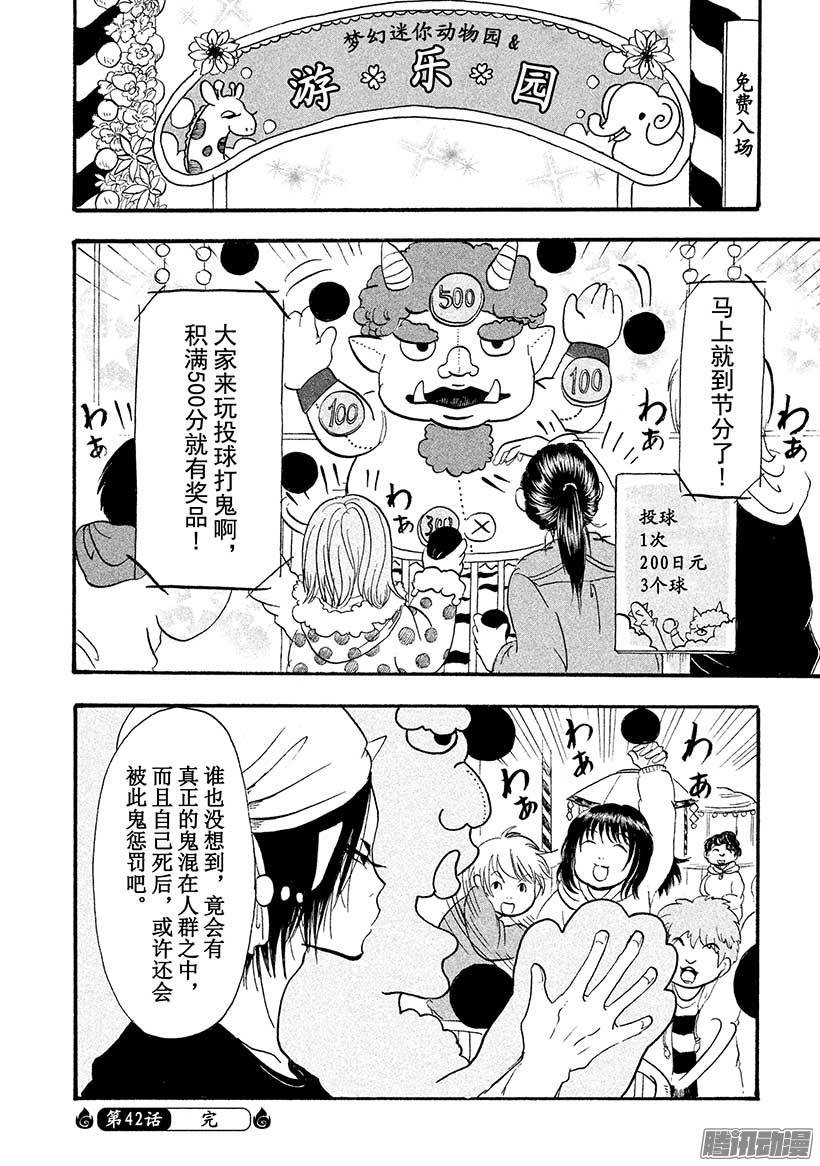 梦幻迷你动物园&
游乐园
免费入场
马上就到节分了！
500
100
100
300
大家来玩投球打鬼啊，
积满500分就有奖品！
わぁ
わぁ
わぁ
投球
1次
200日元
3个球
わぁ
わぁ
わぁ
谁也没想到，竟会有
真正的鬼混在人群之中，
而且自己死后，或许还会
被此鬼惩罚吧。
第42话 完
腾讯动漫